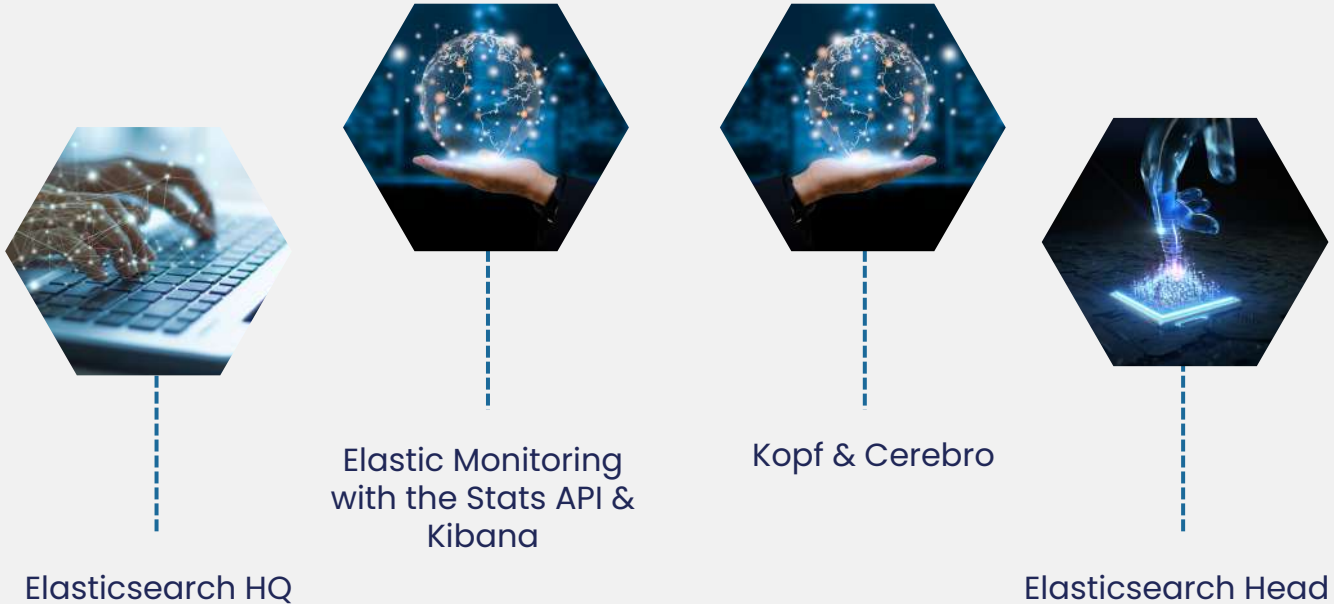 Elasticsearch HQ
Elastic Monitoring
with the Stats API &
Kibana
Kopf & Cerebro
Elasticsearch Head